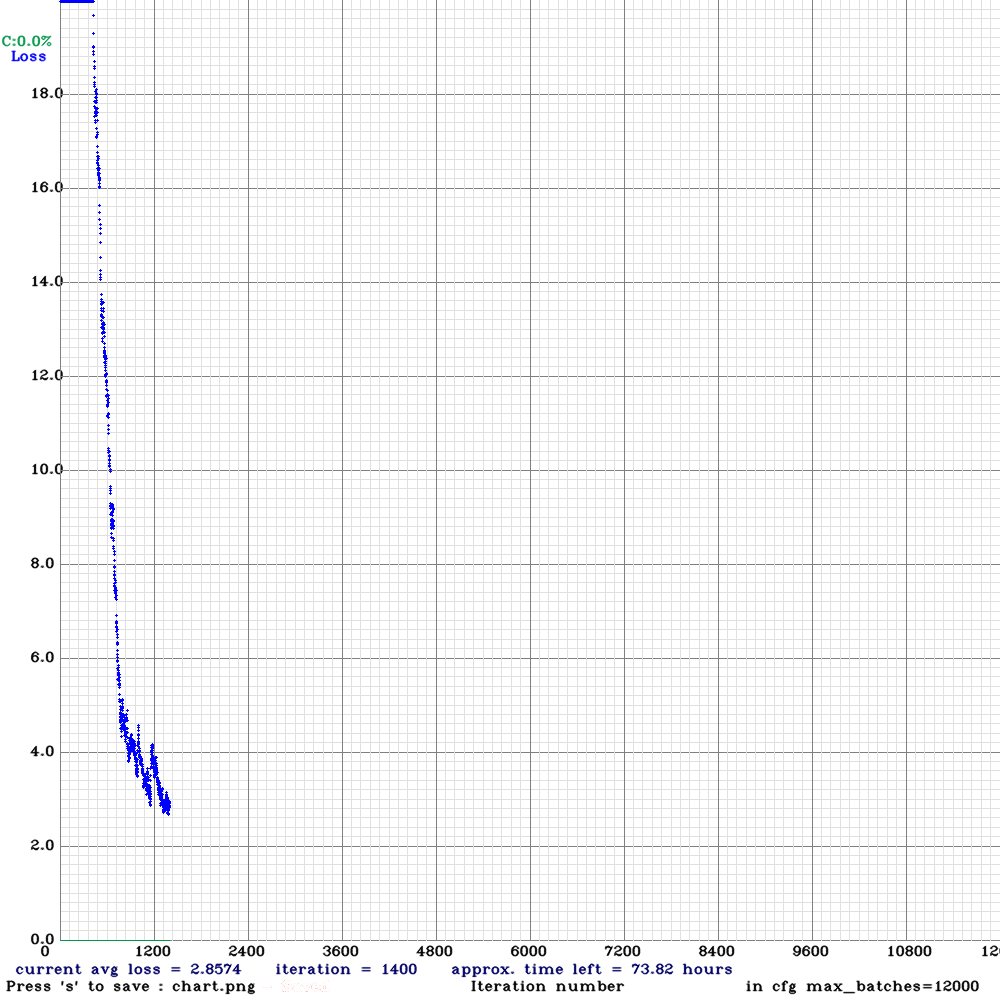 C:0.0%
Loss
18.0
16.0
14.0
12.0
10.0
8.0
6.0
4.0
2.0
0.0
0 1200 2400 3600 4800 6000 7200 8400 9600 10800 12
current avg loss = 2.8574 iteration = 1400 approx. time left = 73.82 hours
Press 's' to save : chart.png Iteration number in cfg max_batches=12000